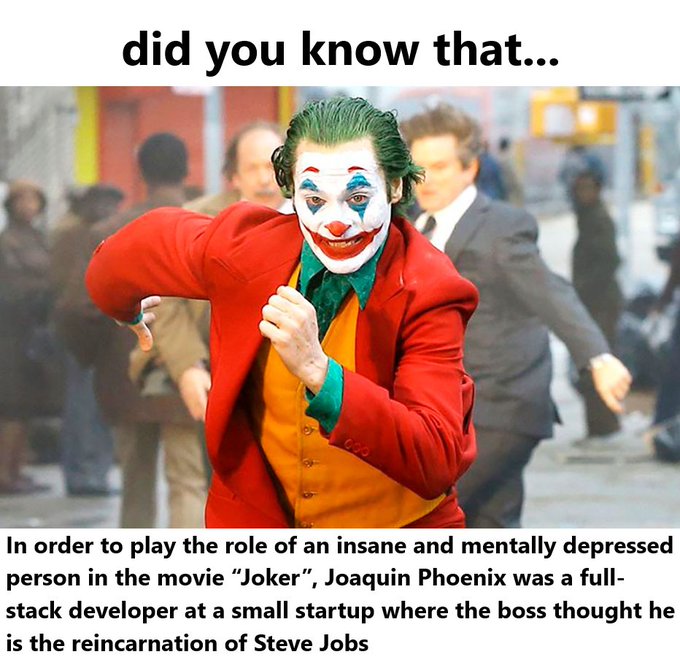 did you know that...
In order to play the role of an insane and mentally depressed
person in the movie “Joker”, Joaquin Phoenix was a full-
stack developer at a small startup where the boss thought he
is the reincarnation of Steve Jobs